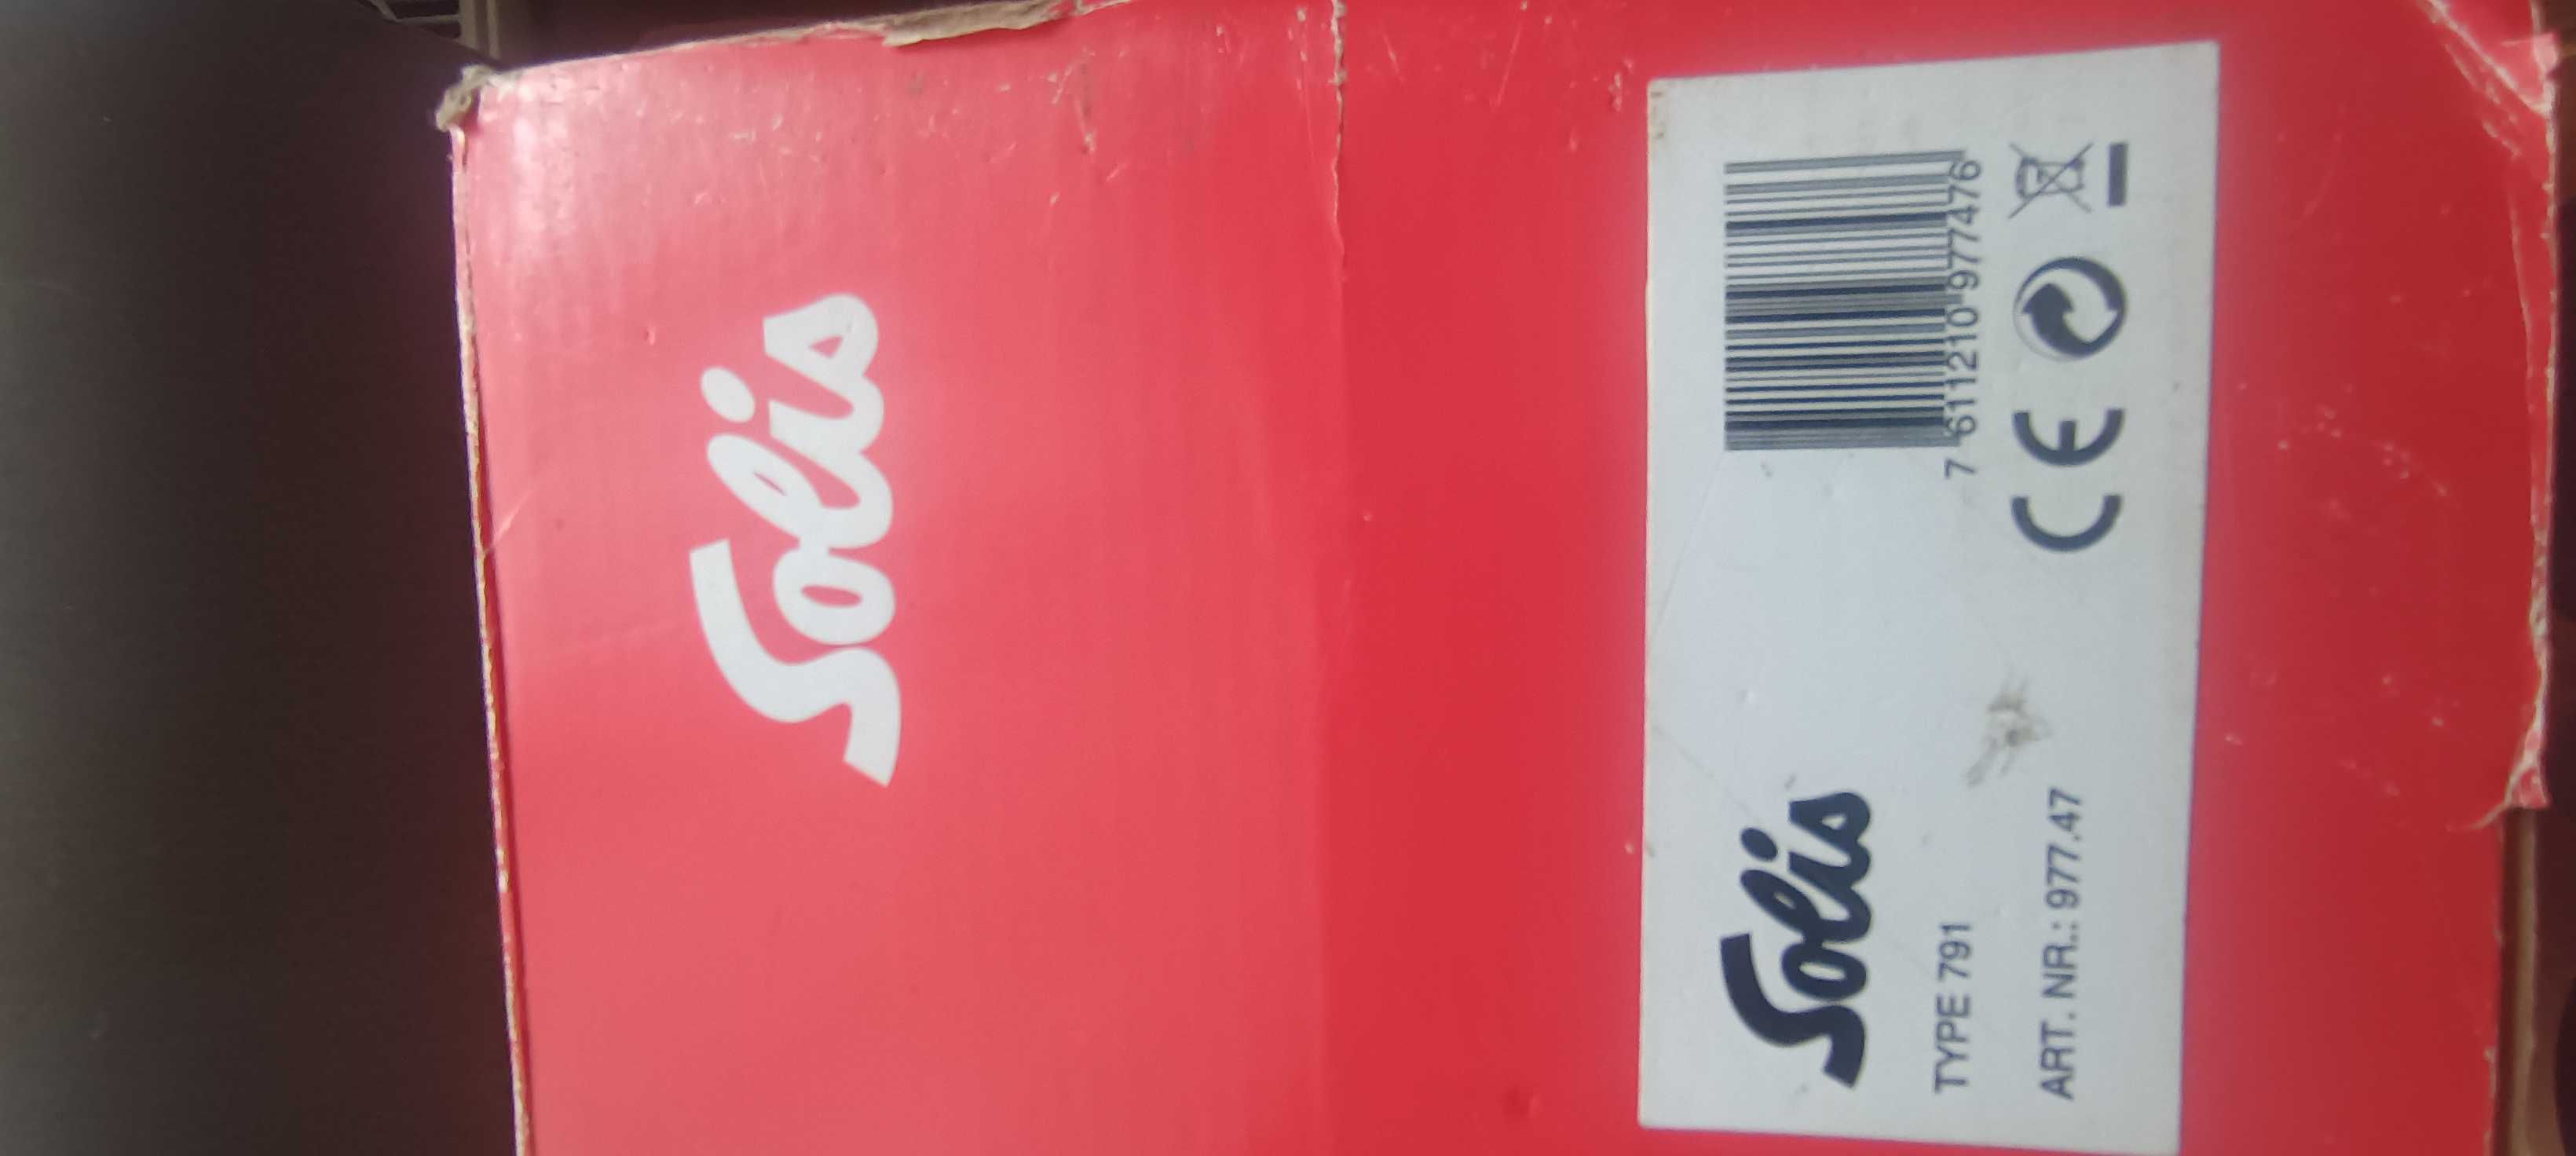 Solis
Solis
TYPE 791
ART. NR.: 977.47
7 611210 977476
CE